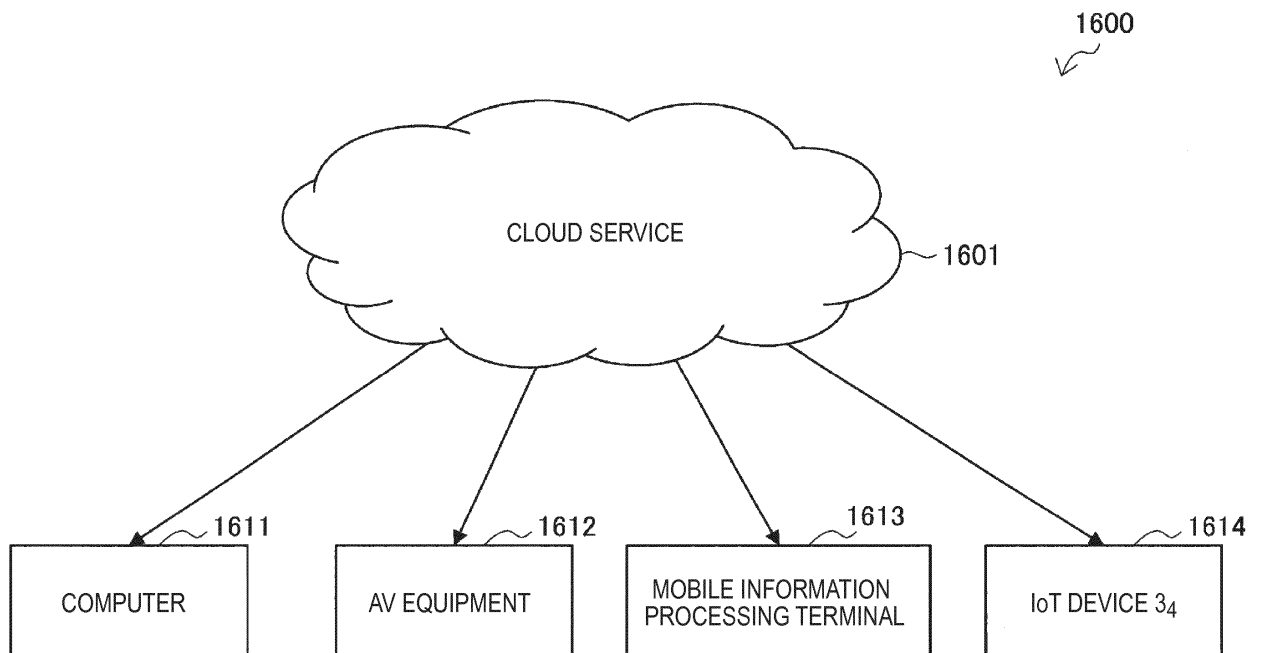 1600
CLOUD SERVICE
1601
1611
1612
1613
1614
COMPUTER
AV EQUIPMENT
MOBILE INFORMATION
PROCESSING TERMINAL
IoT DEVICE 3₄